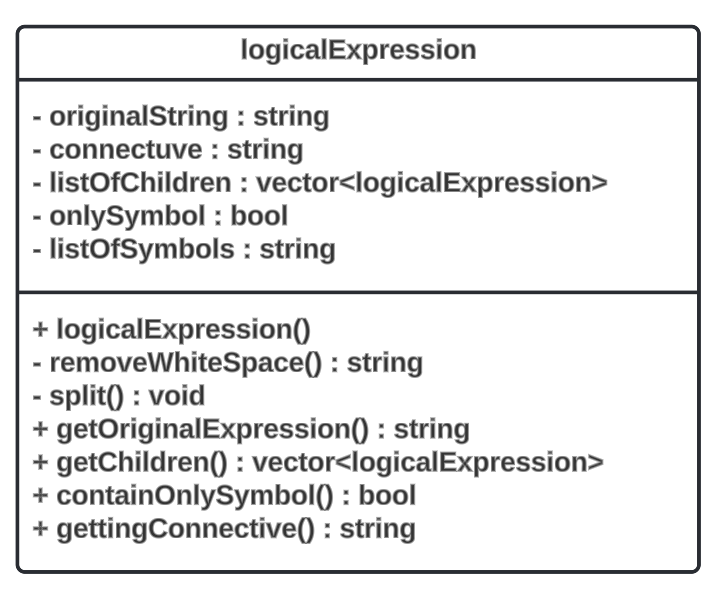 logicalExpression
- originalString : string
- connectuve : string
- listOfChildren : vector<logicalExpression>
- onlySymbol : bool
- listOfSymbols : string
+ logicalExpression()
- removeWhiteSpace() : string
- split() : void
+ getOriginalExpression() : string
+ getChildren() : vector<logicalExpression>
+ containOnlySymbol() : bool
+ gettingConnective() : string